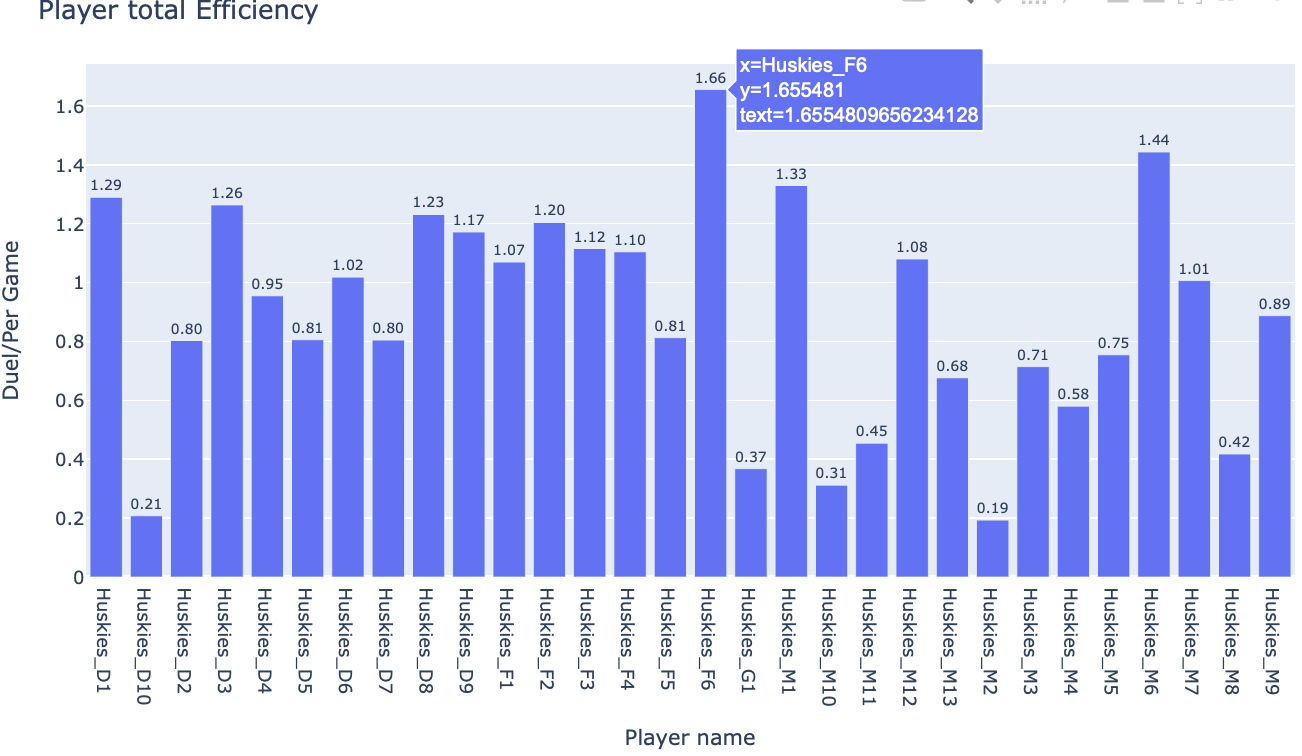 Player total Efficiency
x=Huskies_F6
y=1.655481
text=1.6554809656234128
Duel/Per Game
1.6
1.4
1.2
1
0.8
0.6
0.4
0.2
0
1.29
0.21
0.80
1.26
0.95
0.81
1.02
0.80
1.23
1.17
1.07
1.20
1.12
1.10
0.81
1.66
0.37
1.33
0.31
0.45
1.08
0.68
0.19
0.71
0.58
0.75
1.44
1.01
0.42
0.89
Huskies_D1
Huskies_D10
Huskies_D2
Huskies_D3
Huskies_D4
Huskies_D5
Huskies_D6
Huskies_D7
Huskies_D8
Huskies_D9
Huskies_F1
Huskies_F2
Huskies_F3
Huskies_F4
Huskies_F5
Huskies_F6
Huskies_G1
Huskies_M1
Huskies_M10
Huskies_M11
Huskies_M12
Huskies_M13
Huskies_M2
Huskies_M3
Huskies_M4
Huskies_M5
Huskies_M6
Huskies_M7
Huskies_M8
Huskies_M9
Player name